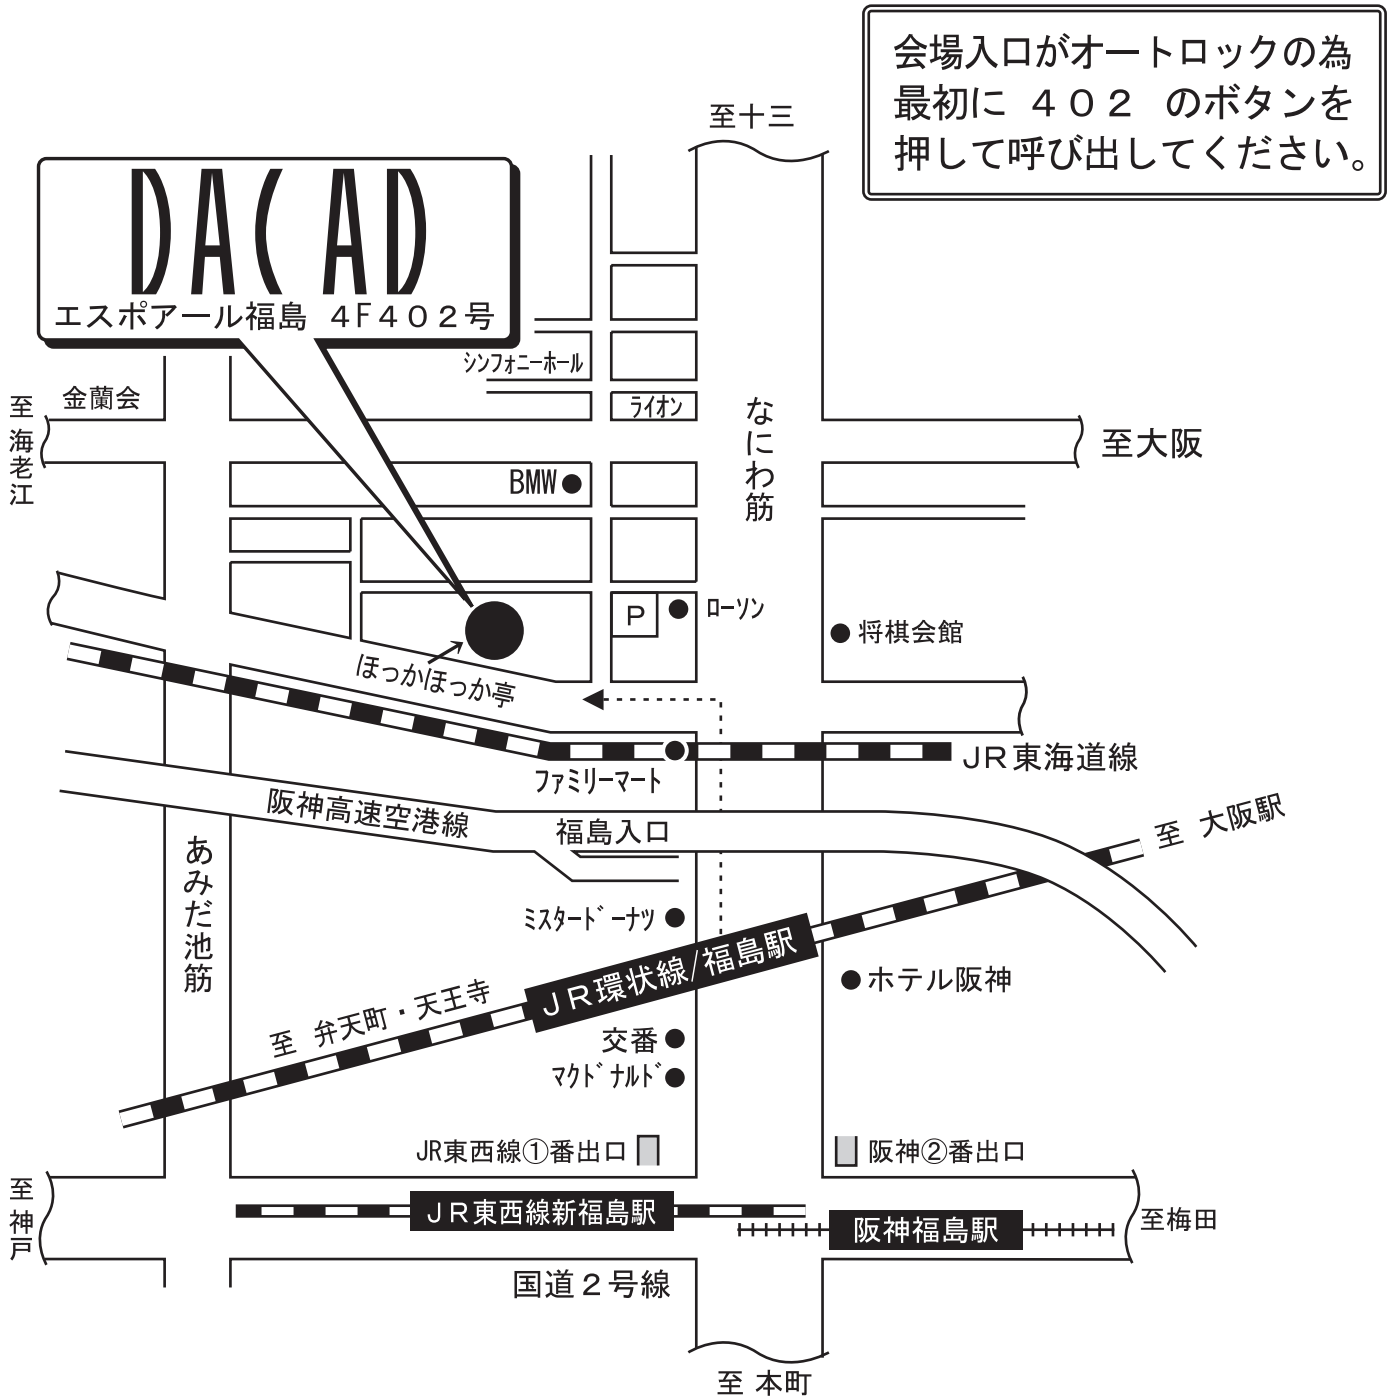 会場入口がオートロックの為
最初に ４０２ のボタンを
押して呼び出してください。
至十三
DACAD
エスポアール福島 ４F４０２号
シンフォニーホール
金蘭会
ライオン
至海老江
なにわ筋
至大阪
BMW
P
ローソン
将棋会館
ほっかほっか亭
JR東海道線
ファミリーマート
阪神高速空港線
福島入口
至 大阪駅
あみだ池筋
ミスタードーナツ
JR環状線/福島駅
ホテル阪神
至 弁天町・天王寺
交番
マクドナルド
JR東西線①番出口
阪神②番出口
至神戸
JR東西線新福島駅
阪神福島駅
至梅田
国道２号線
至 本町